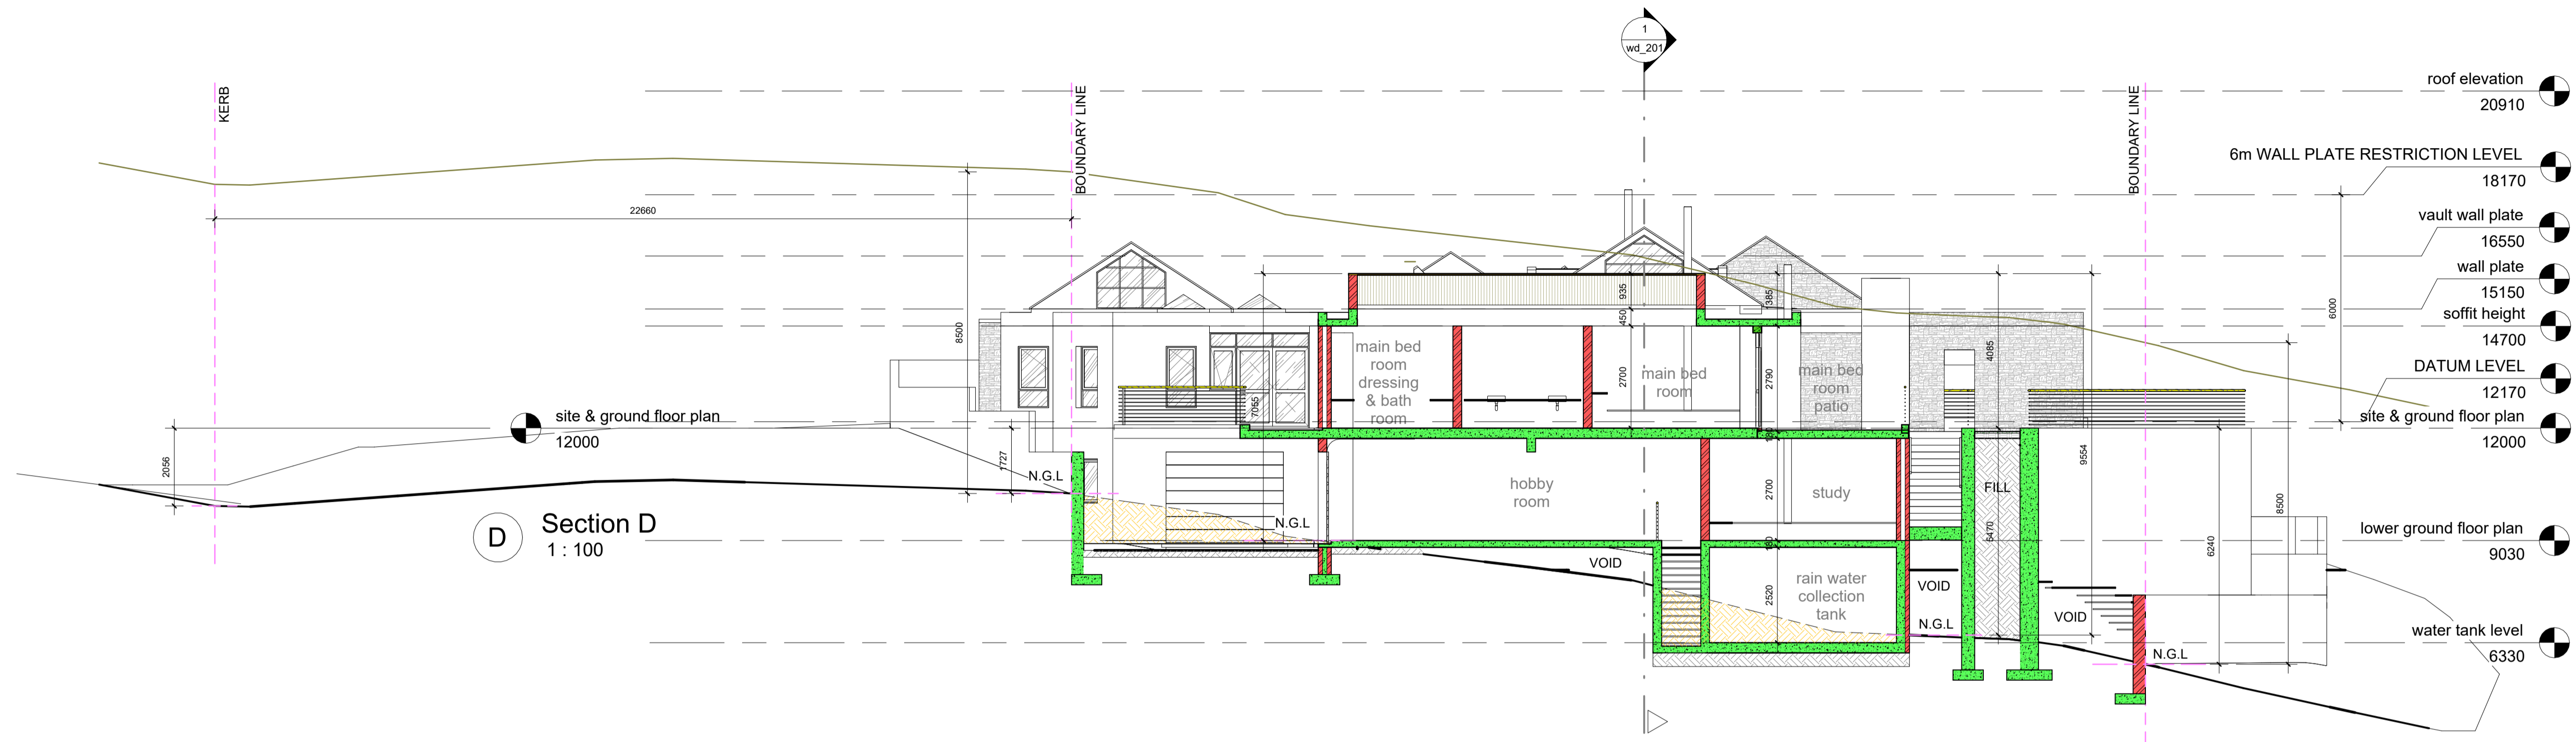 1
wd_201
KERB
BOUNDARY LINE
BOUNDARY LINE
roof elevation
20910
6m WALL PLATE RESTRICTION LEVEL
18170
vault wall plate
16550
wall plate
15150
soffit height
14700
DATUM LEVEL
12170
site & ground floor plan
12000
lower ground floor plan
9030
water tank level
6330
22660
8500
2056
site & ground floor plan
12000
1727
N.G.L
D
Section D
1 : 100
7055
N.G.L
main bed
room
dressing
& bath
room
935
450
2700
main bed
room
385
2790
main bed
room
patio
4085
6000
180
hobby
room
2700
study
FILL
9554
8500
6470
6240
180
VOID
2520
rain water
collection
tank
VOID
N.G.L
VOID
N.G.L